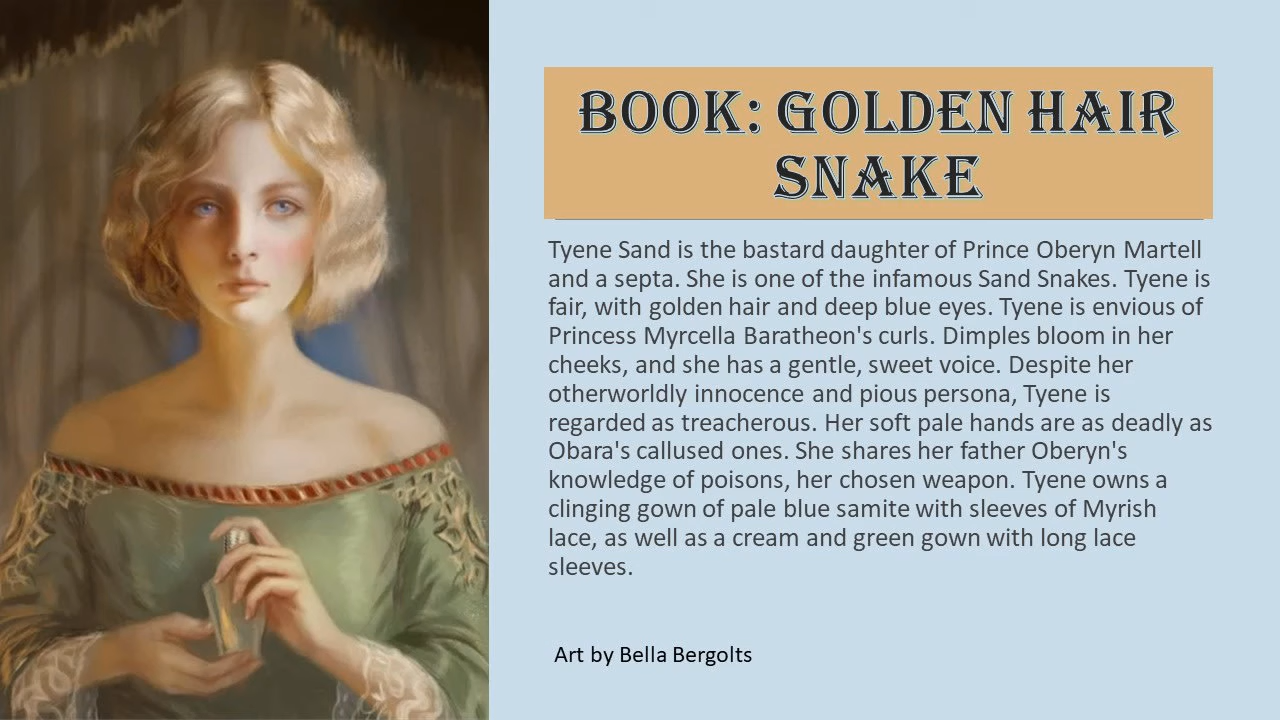 BOOK: GOLDEN HAIR
SNAKE
Tyene Sand is the bastard daughter of Prince Oberyn Martell
and a septa. She is one of the infamous Sand Snakes. Tyene is
fair, with golden hair and deep blue eyes. Tyene is envious of
Princess Myrcella Baratheon's curls. Dimples bloom in her
cheeks, and she has a gentle, sweet voice. Despite her
otherworldly innocence and pious persona, Tyene is
regarded as treacherous. Her soft pale hands are as deadly as
Obara's callused ones. She shares her father Oberyn's
knowledge of poisons, her chosen weapon. Tyene owns a
clinging gown of pale blue samite with sleeves of Myrish
lace, as well as a cream and green gown with long lace
sleeves.
Art by Bella Bergolts